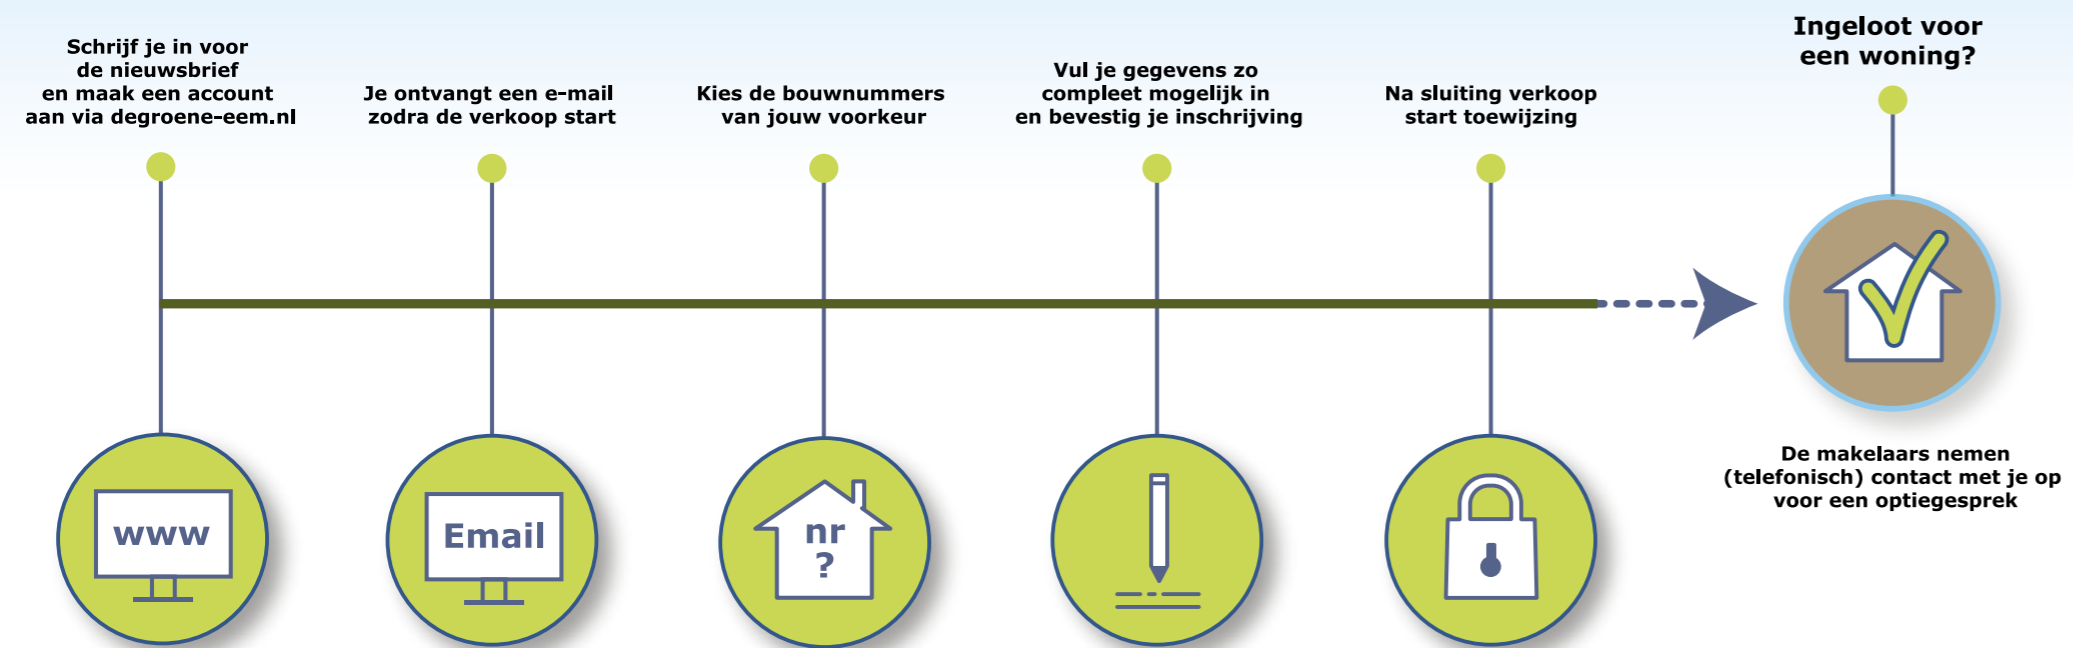 Schrijf je in voor
de nieuwsbrief
en maak een account
aan via degroene-eem.nl
Je ontvangt een e-mail
zodra de verkoop start
Kies de bouwnummers
van jouw voorkeur
Vul je gegevens zo
compleet mogelijk in
en bevestig je inschrijving
Na sluiting verkoop
start toewijzing
Ingeloot voor
een woning?
www
Email
nr
?
De makelaars nemen
(telefonisch) contact met je op
voor een optiegesprek